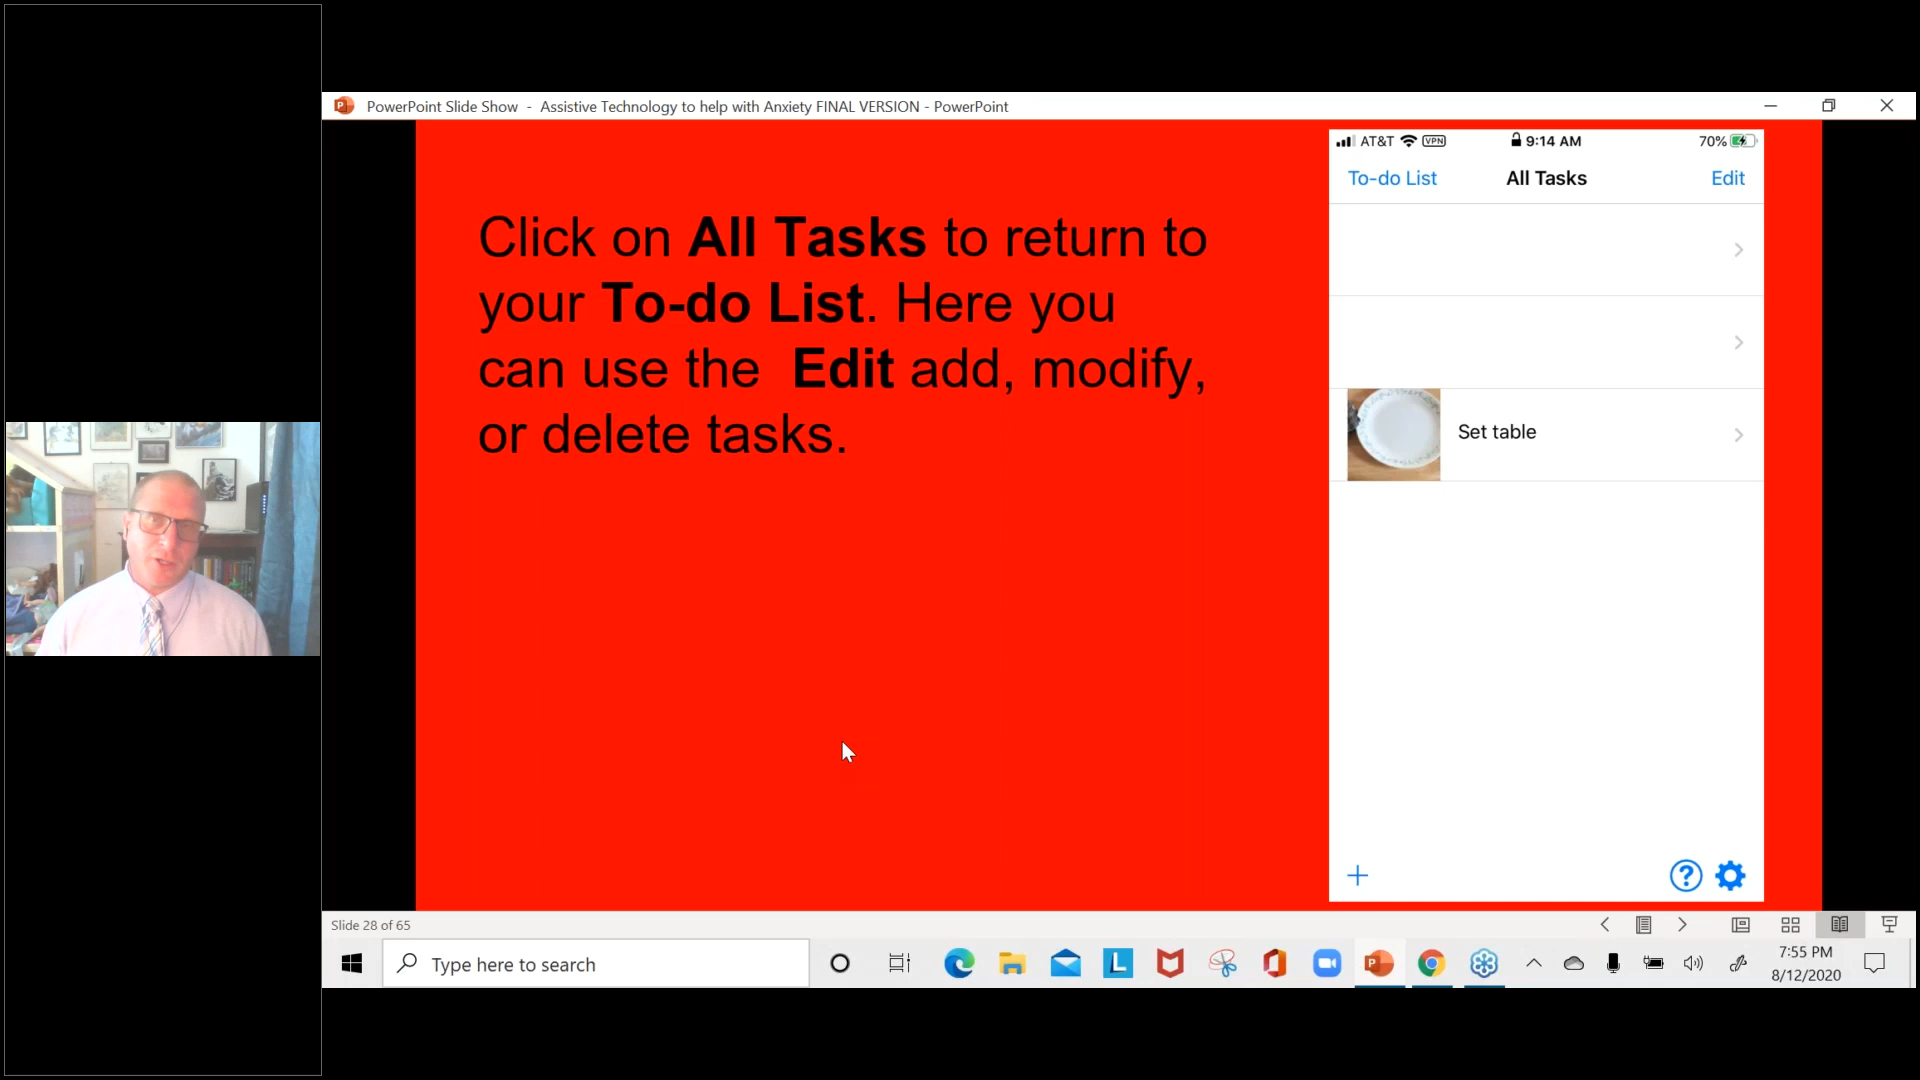 PowerPoint Slide Show - Assistive Technology to help with Anxiety FINAL VERSION - PowerPoint
Click on All Tasks to return to
your To-do List. Here you
can use the Edit add, modify,
or delete tasks.
AT&T VPN 9:14 AM 70%
To-do List All Tasks Edit
Set table
Slide 28 of 65
Type here to search
7:55 PM
8/12/2020